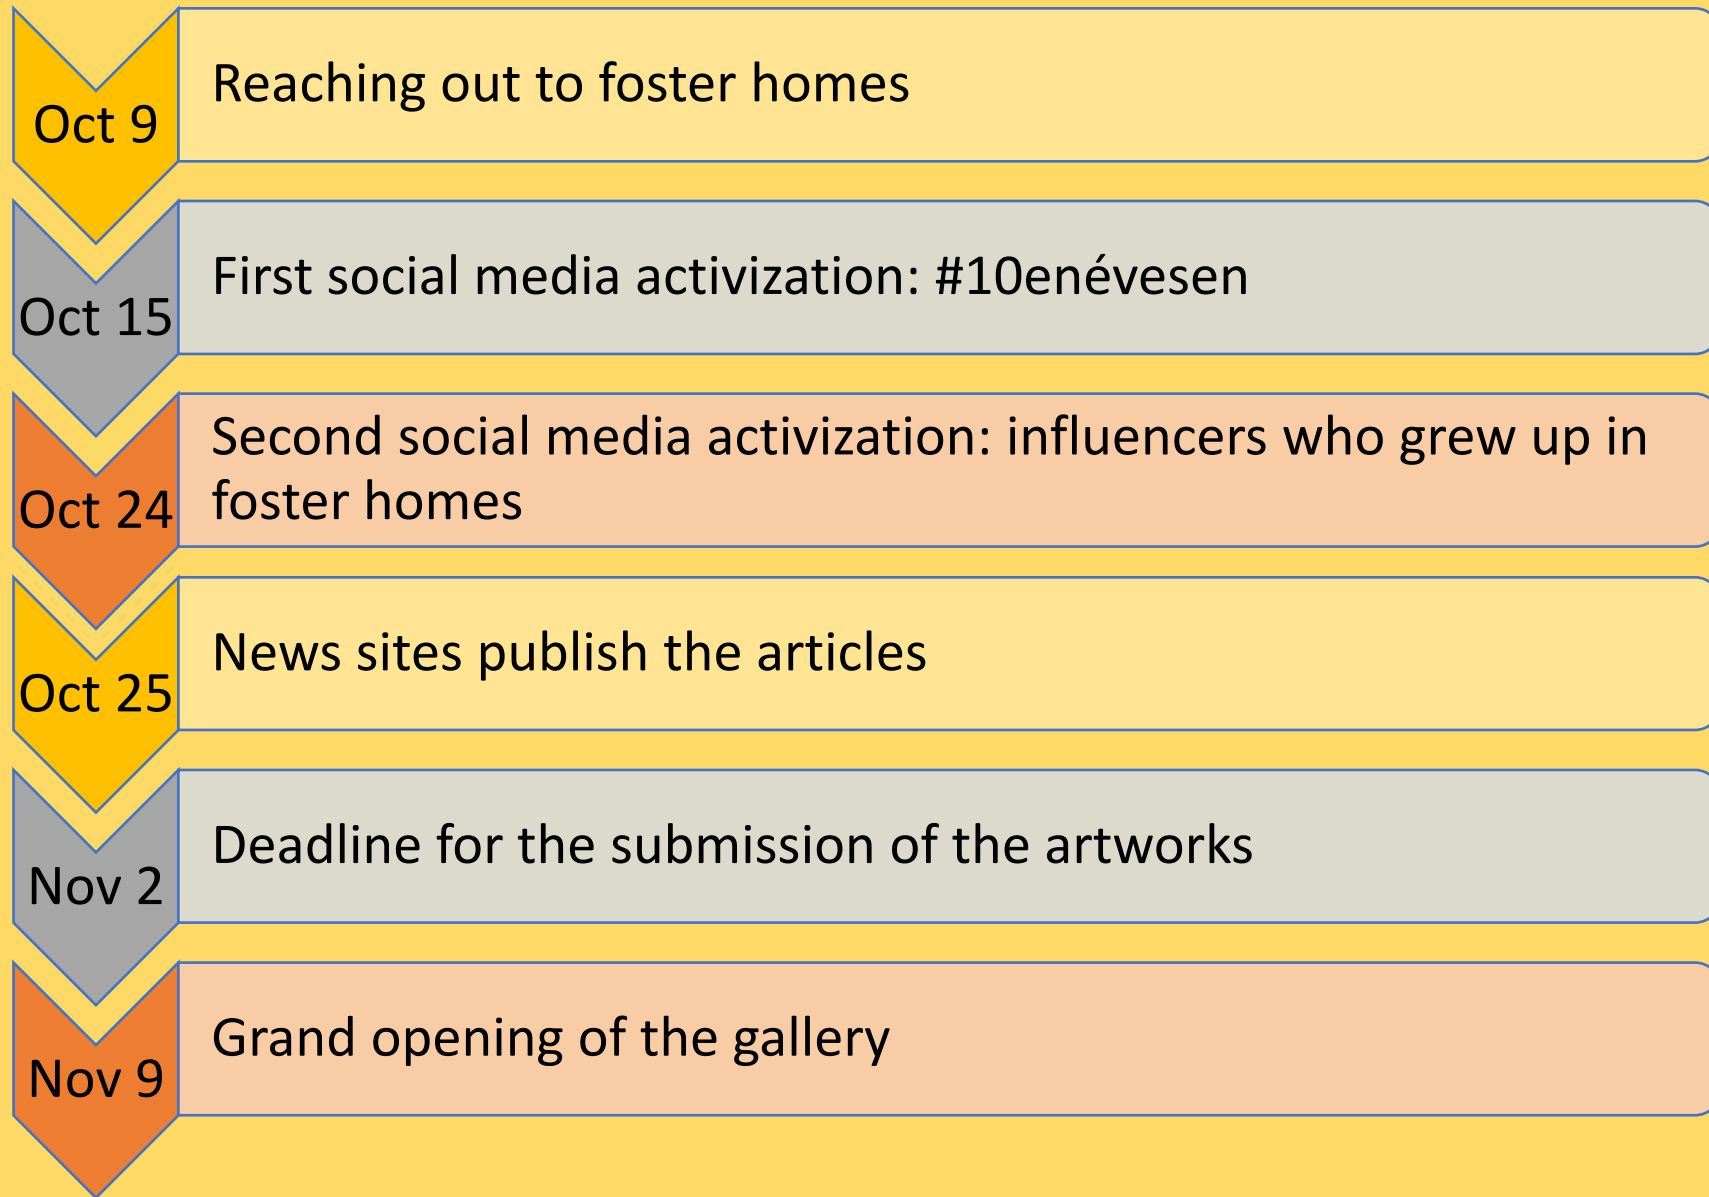 Oct 9
Reaching out to foster homes
Oct 15
First social media activization: #10enévesen
Oct 24
Second social media activization: influencers who grew up in
foster homes
Oct 25
News sites publish the articles
Nov 2
Deadline for the submission of the artworks
Nov 9
Grand opening of the gallery